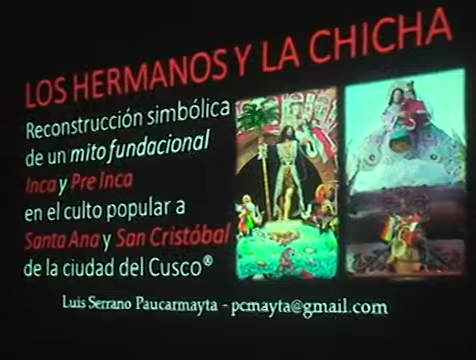 LOS HERMANOS Y LA CHICHA
Reconstrucción simbólica
de un mito fundacional
Inca y Pre Inca
en el culto popular a
Santa Ana y San Cristóbal
de la ciudad del Cusco®
Luis Serrano Paucarmayta - pcmayta@gmail.com